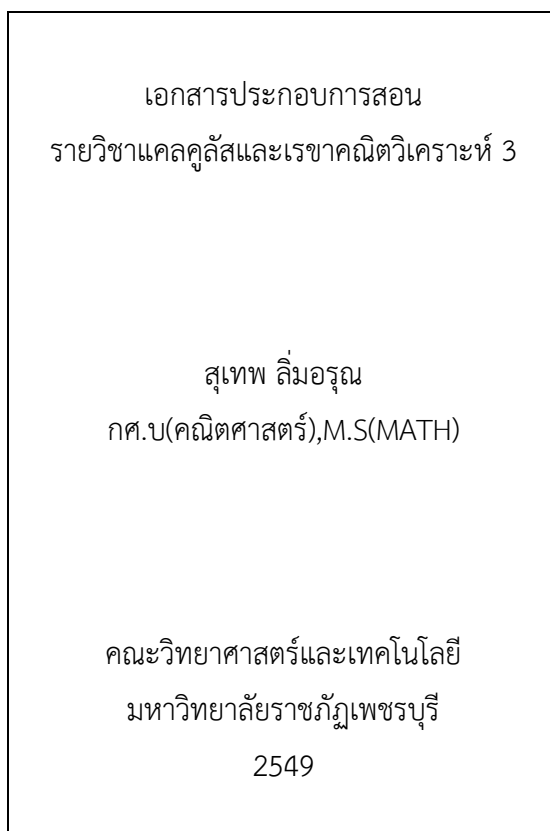 เอกสารประกอบการสอน
รายวิชาแคลคูลัสและเรขาคณิตวิเคราะห์ 3
สุเทพ ลิ่มอรุณ
กศ.บ(คณิตศาสตร์),M.S(MATH)
คณะวิทยาศาสตร์และเทคโนโลยี
มหาวิทยาลัยราชภัฏเพชรบุรี
2549